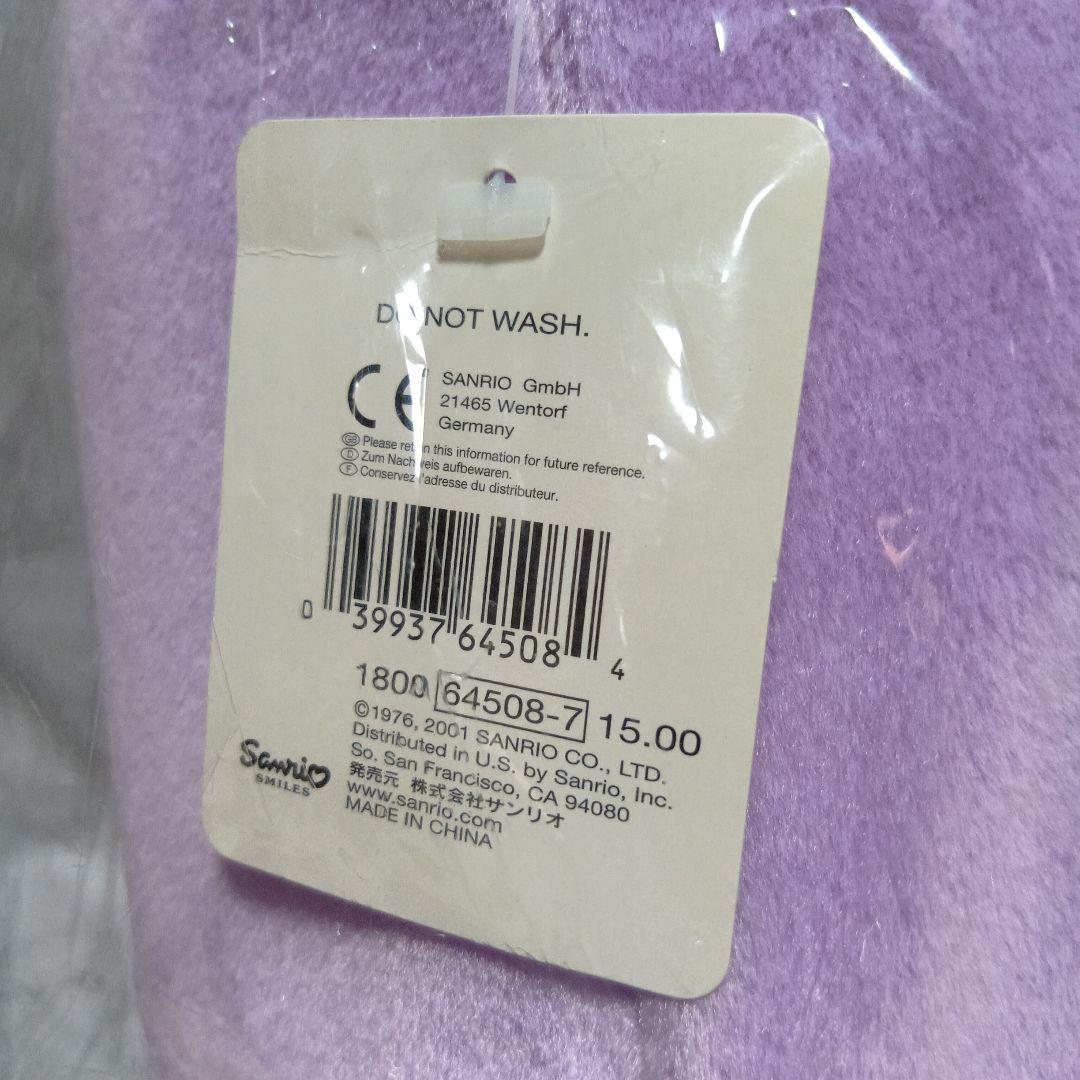 DO NOT WASH.
CE
SANRIO GmbH
21465 Wentorf
Germany
GB Please retain this information for future reference.
D Zum Nachweis aufbewaren.
F Conservez l'adresse du distributeur.
0 39937 64508 4
1800 64508-7 15.00
©1976, 2001 SANRIO CO., LTD.
Distributed in U.S. by Sanrio, Inc.
So. San Francisco, CA 94080
発売元 株式会社サンリオ
www.sanrio.com
MADE IN CHINA
Sanrio
SMILES